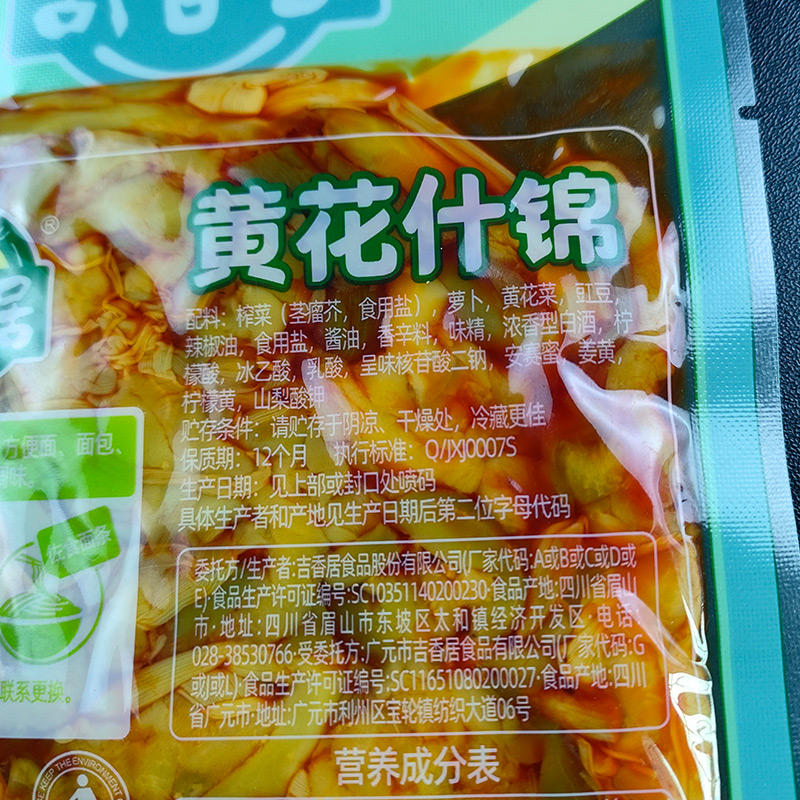 ®
黄花什锦
居
配料：榨菜（茎瘤芥，食用盐），萝卜，黄花菜，豇豆，
辣椒油，食用盐，酱油，香辛料，味精，浓香型白酒，柠
檬酸，冰乙酸，乳酸，呈味核苷酸二钠，安赛蜜，姜黄，
柠檬黄，山梨酸钾
贮存条件：请贮存于阴凉、干燥处，冷藏更佳
保质期：12个月 执行标准：Q/JXJ0007S
生产日期：见上部或封口处喷码
具体生产者和产地见生产日期后第二位字母代码
方便面、面包、
味。
佐食面条
联系更换。
委托方/生产者:吉香居食品股份有限公司(厂家代码:A或B或C或D或
E)·食品生产许可证编号:SC10351140200230·食品产地:四川省眉山
市·地址:四川省眉山市东坡区太和镇经济开发区·电话:
028-38530766·受委托方:广元市吉香居食品有限公司(厂家代码:G
或J或L)·食品生产许可证编号:SC11651080200027·食品产地:四川
省广元市·地址:广元市利州区宝轮镇纺织大道06号
营养成分表
KEEP THE ENVIRONMENT